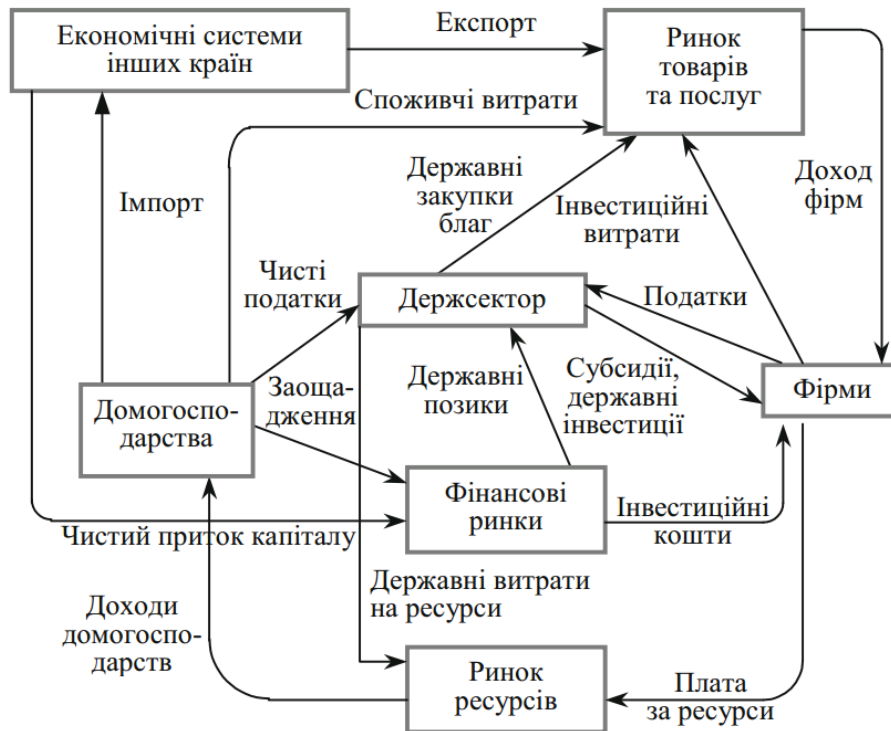 Економічні системи
інших країн
Експорт
Ринок
товарів
та послуг
Споживчі витрати
Державні
закупки
благ
Доход
фірм
Імпорт
Інвестиційні
витрати
Чисті
податки
Держсектор
Податки
Заоща-
дження
Державні
позики
Субсидії,
державні
інвестиції
Фірми
Домогоспо-
дарства
Фінансові
ринки
Інвестиційні
кошти
Чистий приток капіталу
Державні витрати
на ресурси
Доходи
домогоспо-
дарств
Ринок
ресурсів
Плата
за ресурси